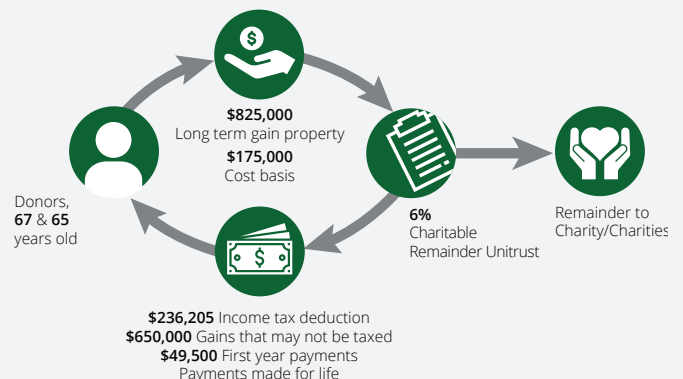 $825,000
Long term gain property
$175,000
Cost basis
Donors,
67 & 65
years old
6%
Charitable
Remainder Unitrust
Remainder to
Charity/Charities
$236,205 Income tax deduction
$650,000 Gains that may not be taxed
$49,500 First year payments
Payments made for life